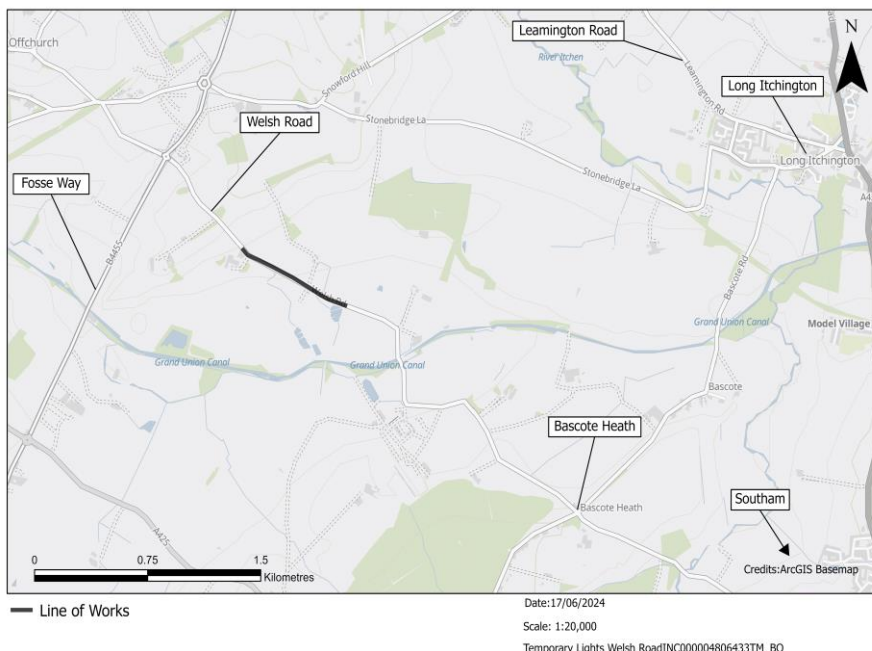 Offchurch
Snowford Hill
Stonebridge La
River Itchen
Leamington Road
Leamington Rd
N
Long Itchington
Long Itchington
Welsh Road
Fosse Way
B4455
Stonebridge La
Bascote Rd
Grand Union Canal
Grand Union Canal
Grand Union Canal
Model Village
Bascote
Bascote Heath
Bascote Heath
Southam
A425
0 0.75 1.5
Kilometres
Credits:ArcGIS Basemap
Line of Works
Date:17/06/2024
Scale: 1:20,000
Temporary Lights Welsh RoadINC000004806433TM_BO